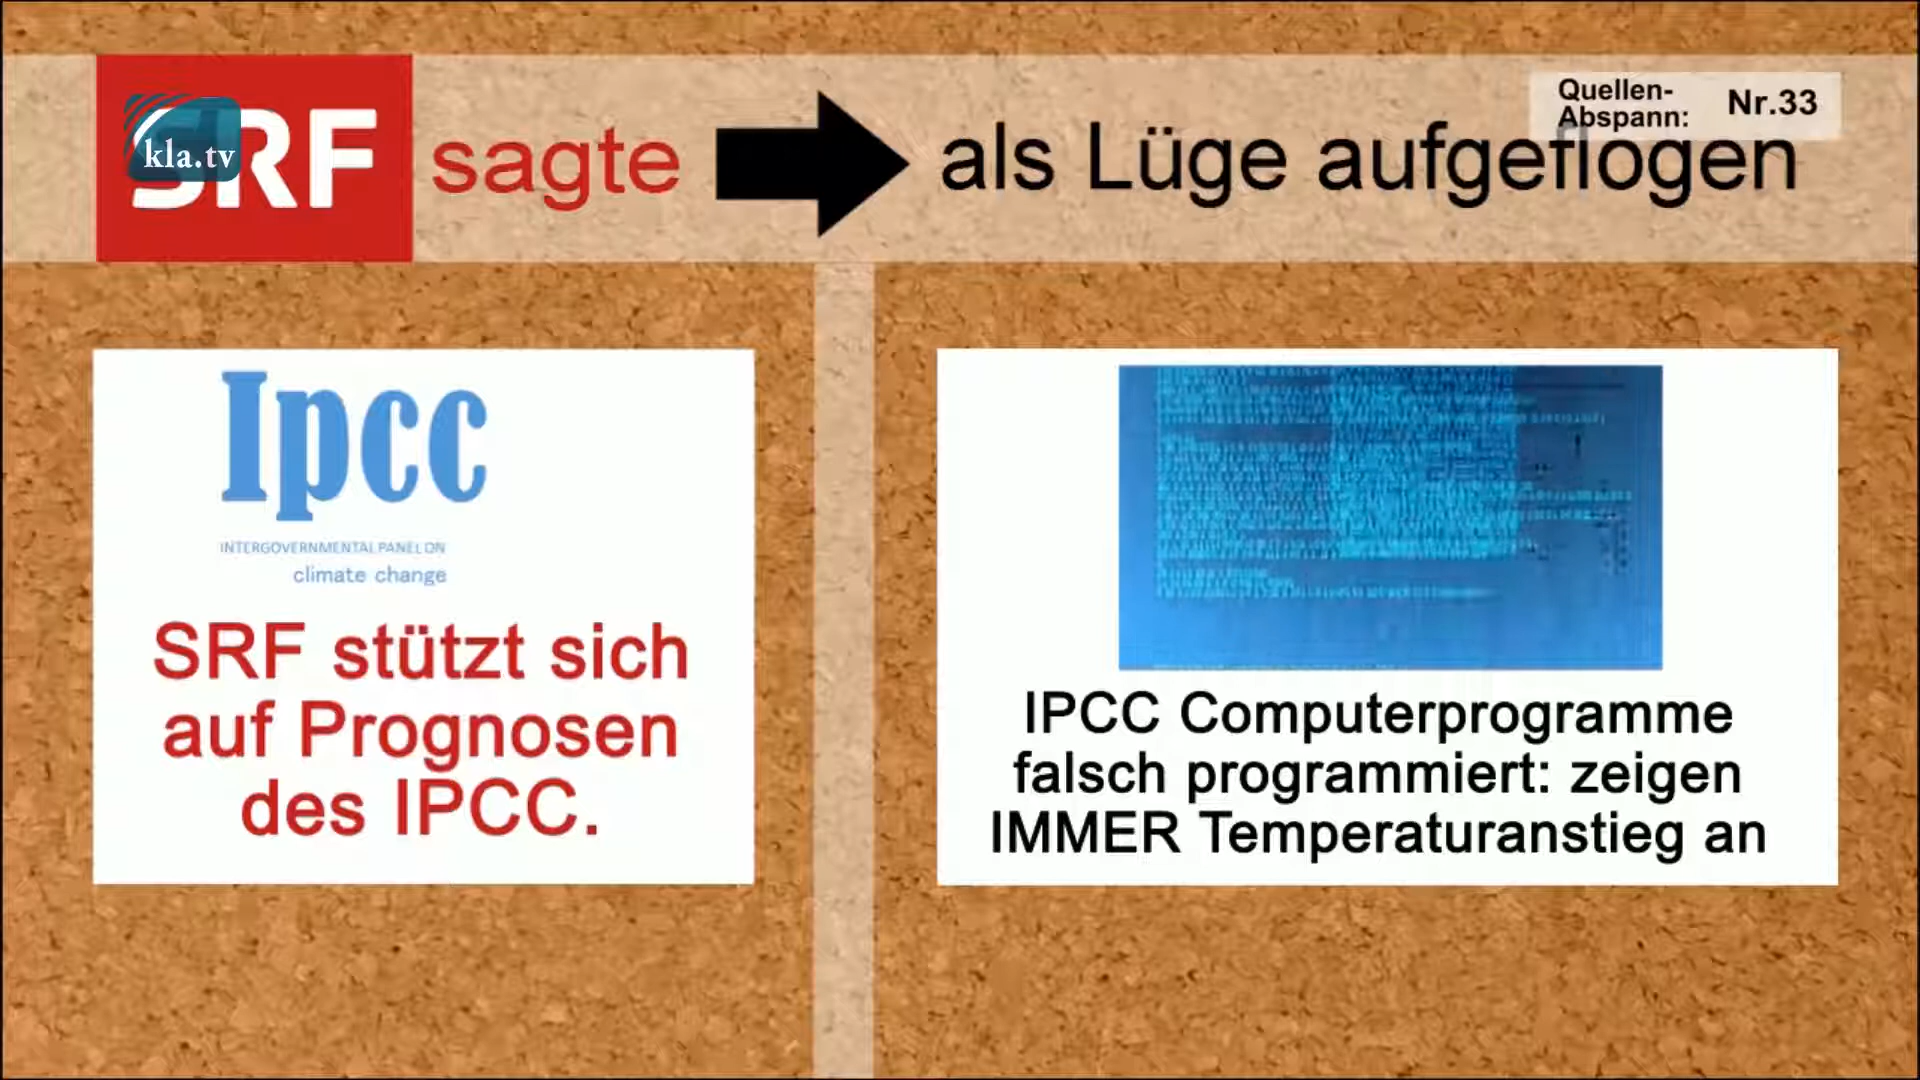 SRF
kla.tv
sagte
als Lüge aufgeflogen
Quellen-
Abspann:
Nr.33
Ipcc
INTERGOVERNMENTAL PANEL ON
climate change
SRF stützt sich
auf Prognosen
des IPCC.
IPCC Computerprogramme
falsch programmiert: zeigen
IMMER Temperaturanstieg an